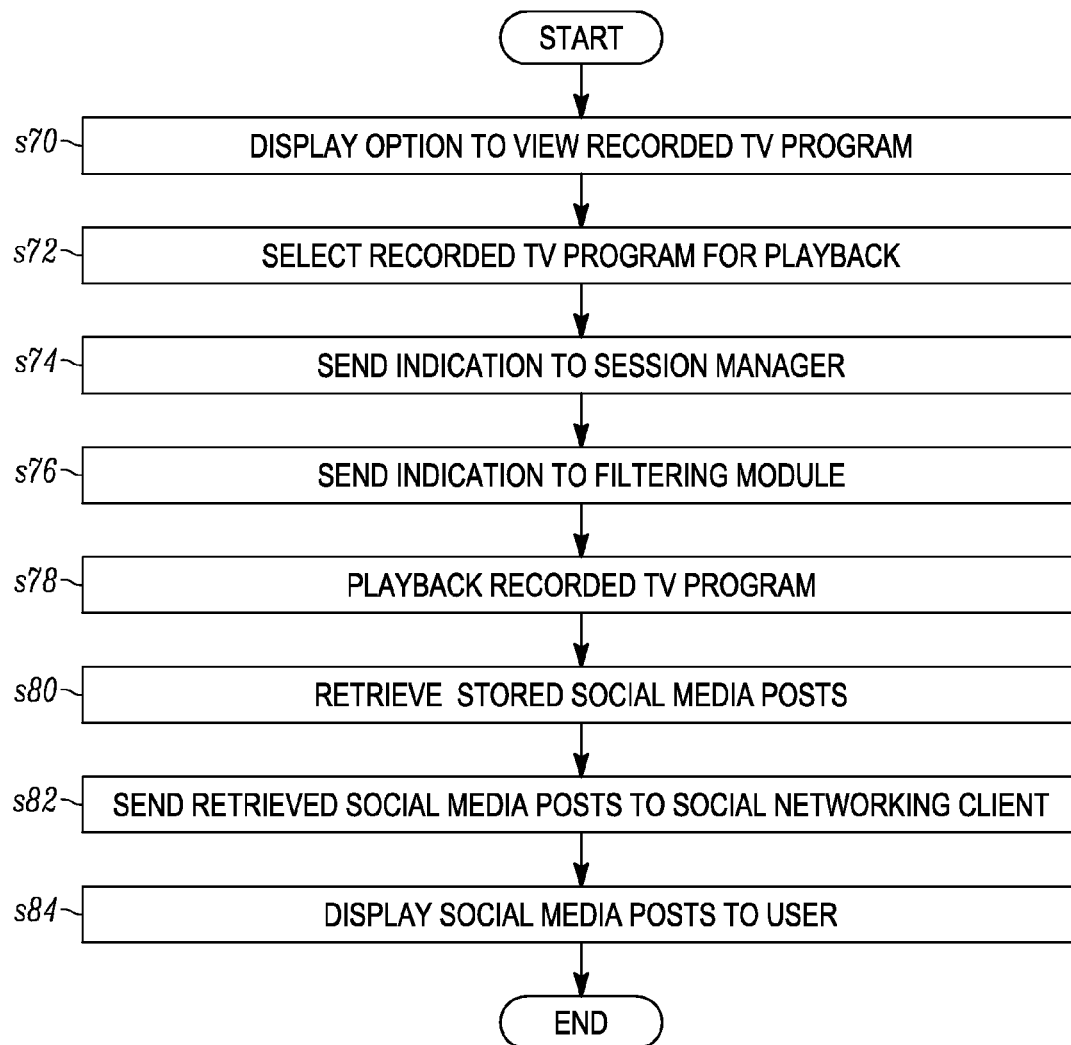 START
s70 DISPLAY OPTION TO VIEW RECORDED TV PROGRAM
s72 SELECT RECORDED TV PROGRAM FOR PLAYBACK
s74 SEND INDICATION TO SESSION MANAGER
s76 SEND INDICATION TO FILTERING MODULE
s78 PLAYBACK RECORDED TV PROGRAM
s80 RETRIEVE STORED SOCIAL MEDIA POSTS
s82 SEND RETRIEVED SOCIAL MEDIA POSTS TO SOCIAL NETWORKING CLIENT
s84 DISPLAY SOCIAL MEDIA POSTS TO USER
END